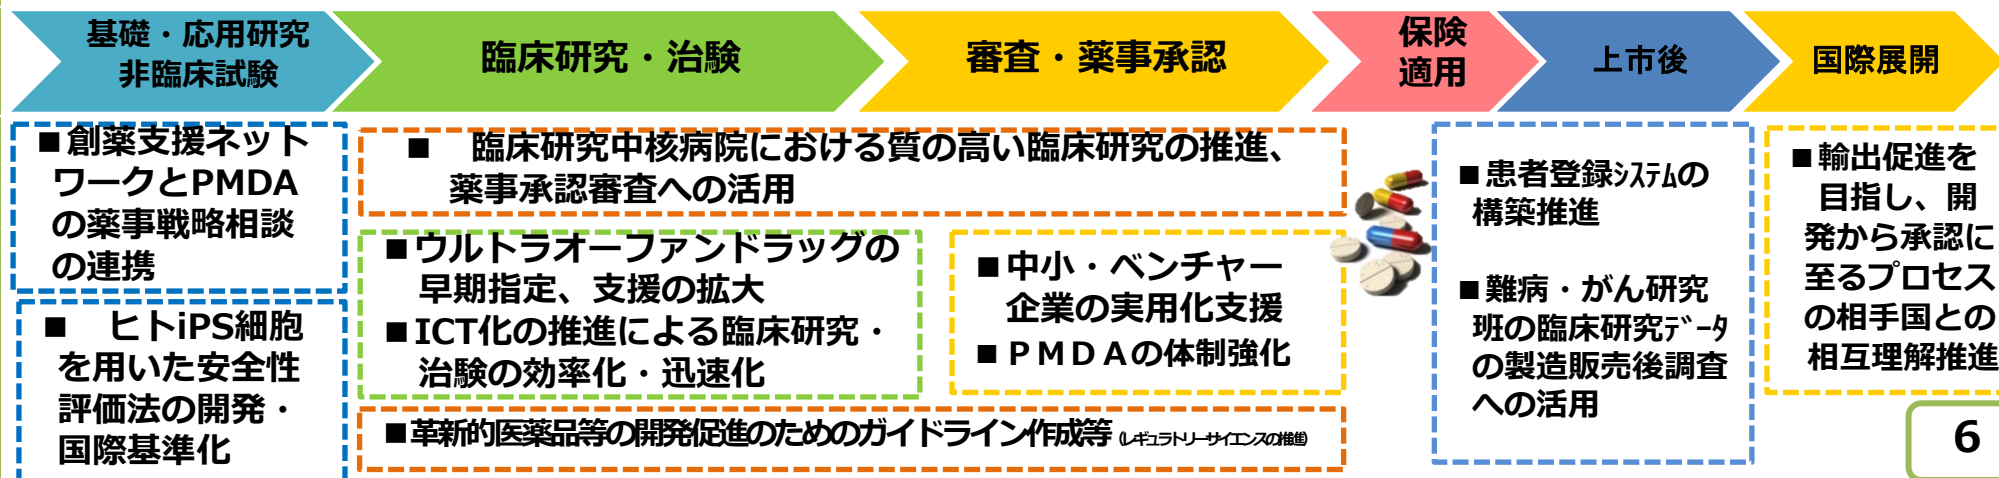 基礎・応用研究
非臨床試験
臨床研究・治験
審査・薬事承認
保険
適用
上市後
国際展開
■創薬支援ネット
ワークとPMDA
の薬事戦略相談
の連携
■ ヒトiPS細胞
を用いた安全性
評価法の開発・
国際基準化
■ 臨床研究中核病院における質の高い臨床研究の推進、
薬事承認審査への活用
■ウルトラオーファンドラッグの
早期指定、支援の拡大
■ICT化の推進による臨床研究・
治験の効率化・迅速化
■中小・ベンチャー
企業の実用化支援
■ＰＭＤＡの体制強化
■革新的医薬品等の開発促進のためのガイドライン作成等 (レギュラトリーサイエンスの推進)
■患者登録ｼｽﾃﾑの
構築推進
■難病・がん研究
班の臨床研究ﾃﾞｰﾀ
の製造販売後調査
への活用
■輸出促進を
目指し、開
発から承認に
至るプロセス
の相手国との
相互理解推進
6